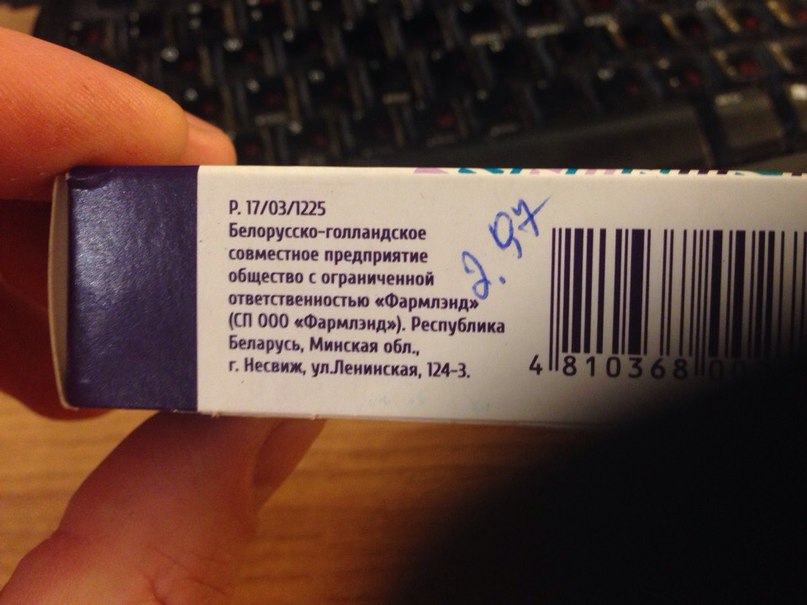 Р. 17/03/1225
Белорусско-голландское
совместное предприятие
общество с ограниченной
ответственностью «Фармлэнд»
(СП ООО «Фармлэнд»). Республика
Беларусь, Минская обл.,
г. Несвиж, ул.Ленинская, 124-3.
2.97
4 810368 00